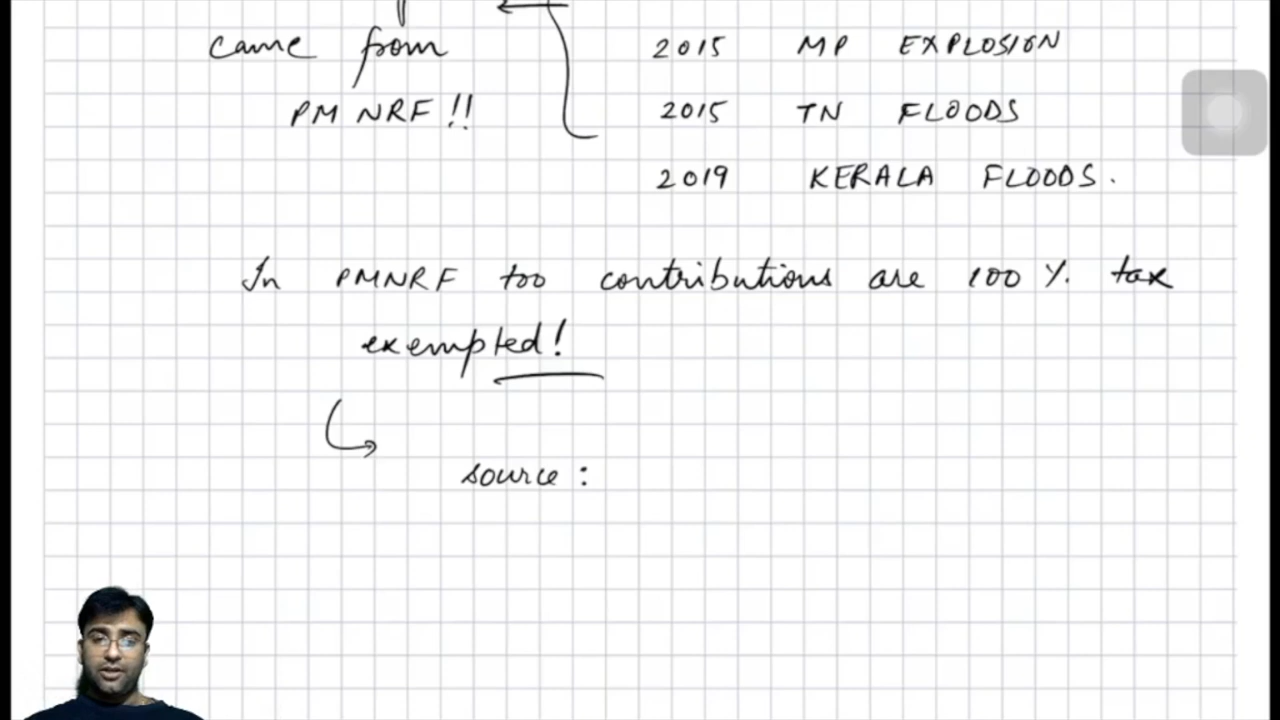 came from
PM NRF!!
2015 MP EXPLOSION
2015 TN FLOODS
2019 KERALA FLOODS.
In PMNRF too contributions are 100 % tax
exempted!
source :